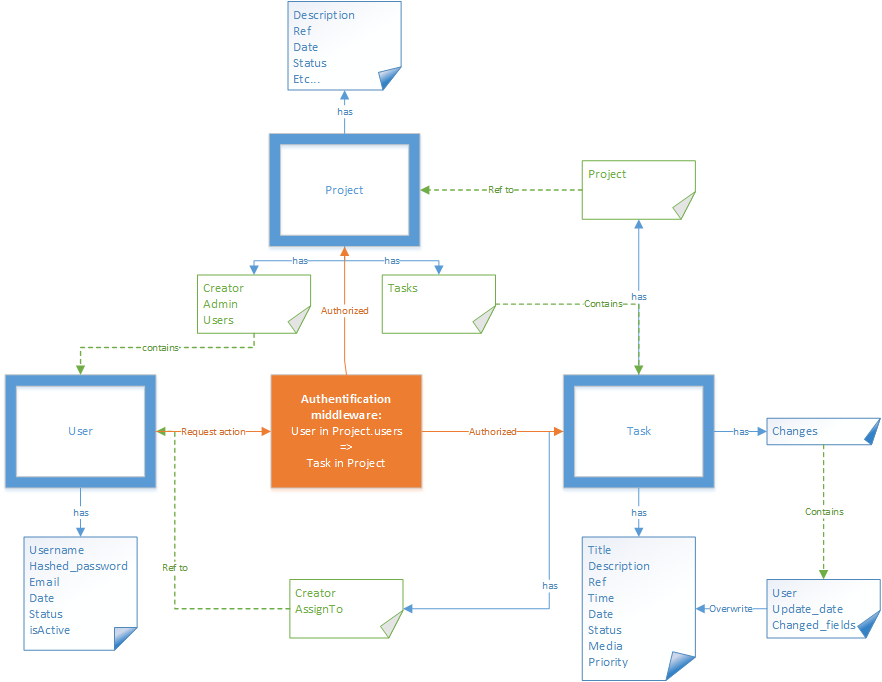 Description
Ref
Date
Status
Etc...
has
Project
Ref to
Project
has
has
Creator
Admin
Users
Tasks
Authorized
Contains
has
contains
User
Request action
Authentification
middleware:
User in Project.users
=>
Task in Project
Authorized
Task
has
Changes
has
has
Contains
Username
Hashed_password
Email
Date
Status
isActive
Ref to
Creator
AssignTo
has
Title
Description
Ref
Time
Date
Status
Media
Priority
Overwrite
User
Update_date
Changed_fields